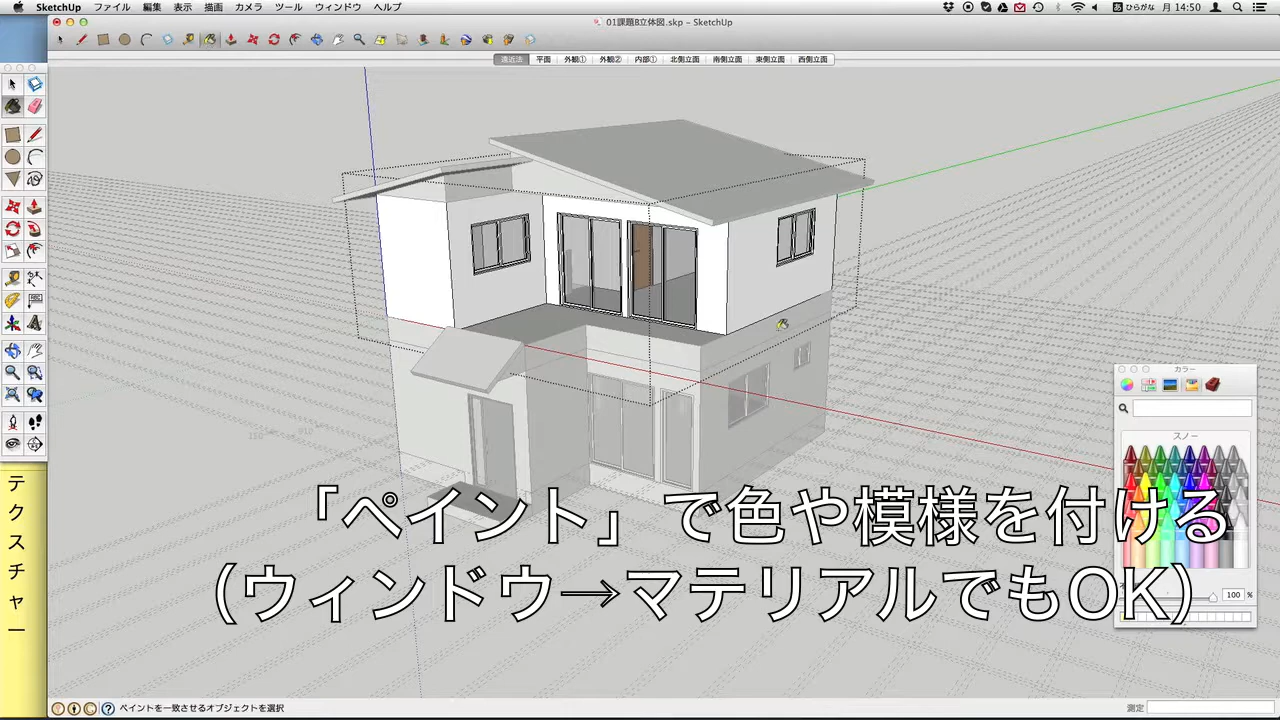 SketchUp ファイル 編集 表示 描画 カメラ ツール ウィンドウ ヘルプ
あ ひらがな 月 14:50
01課題B立体図.skp – SketchUp
遠近法 平面 外観① 外観② 内部① 北側立面 南側立面 東側立面 西側立面
カラー
スノー
「ペイント」で色や模様を付ける
(ウィンドウ→マテリアルでもOK)
100 %
テクスチャー
ペイントを一致させるオブジェクトを選択
測定